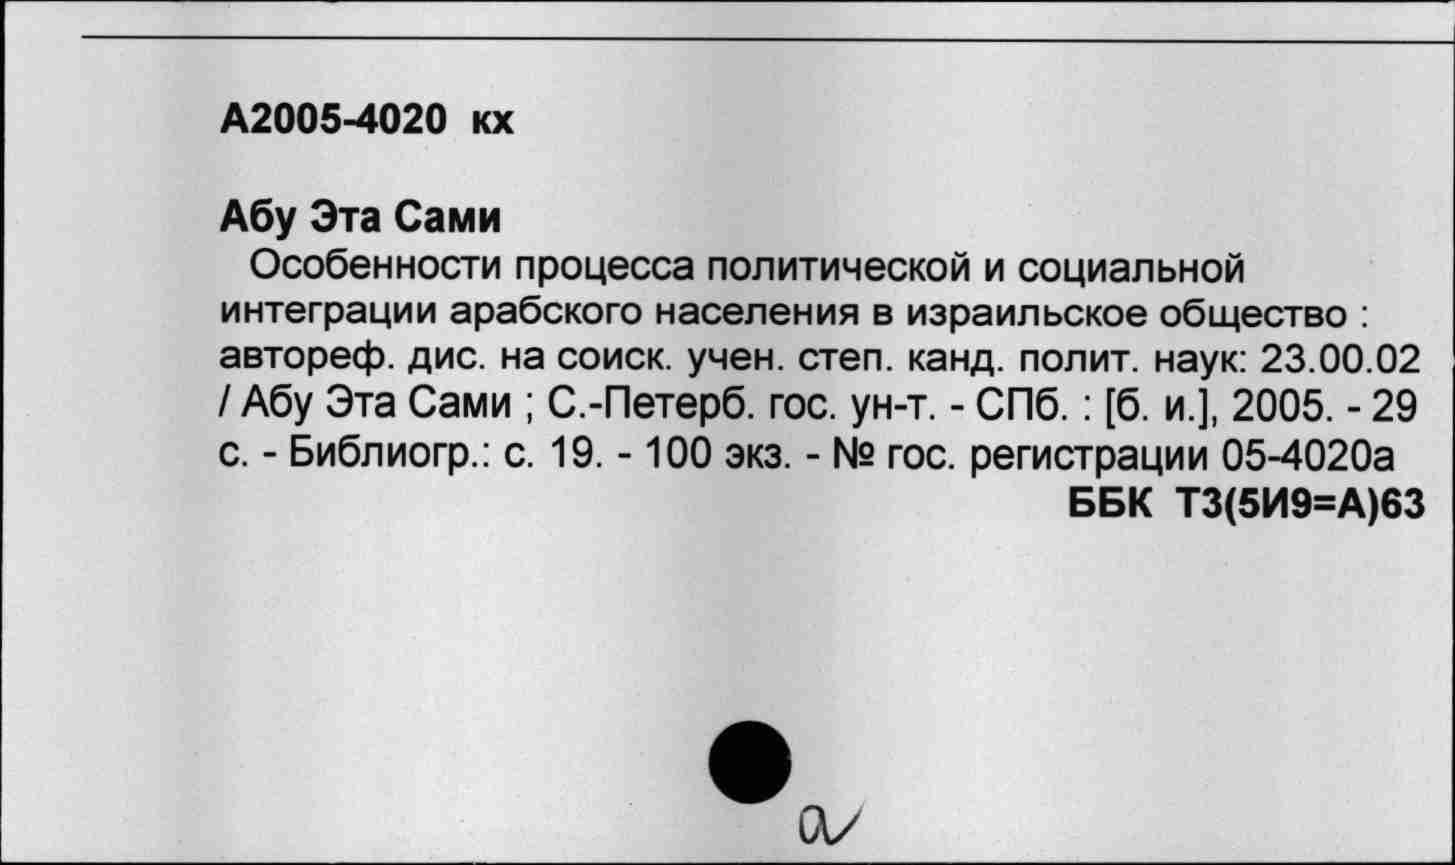 А2005-4020 кх
Абу Эта Сами
Особенности процесса политической и социальной
интеграции арабского населения в израильское общество :
автореф. дис. на соиск. учен. степ. канд. полит. наук: 23.00.02
/ Абу Эта Сами ; С.-Петерб. гос. ун-т. - СПб. : [б. и.], 2005. - 29
с. - Библиогр.: с. 19. - 100 экз. - № гос. регистрации 05-4020а
ББК Т3(5И9=А)63
а